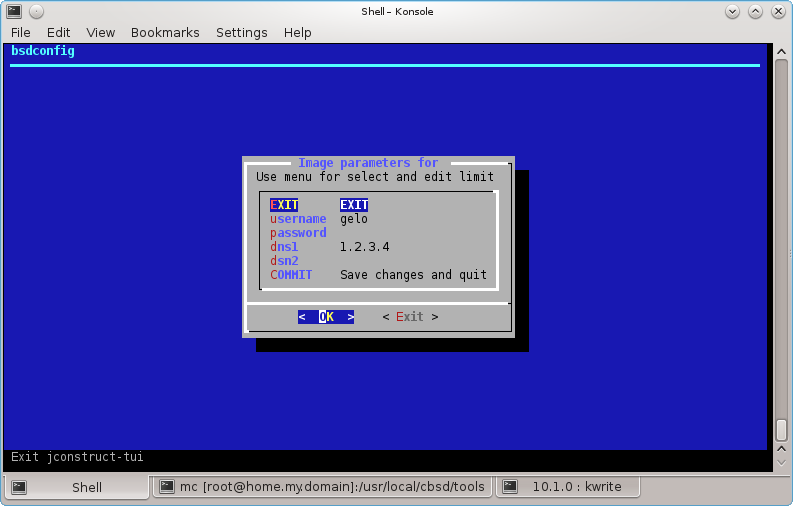 Shell – Konsole
File Edit View Bookmarks Settings Help
bsdconfig
Image parameters for
Use menu for select and edit limit
EXIT EXIT
username gelo
password
dns1 1.2.3.4
dsn2
COMMIT Save changes and quit
< OK > < Exit >
Exit jconstruct-tui
Shell mc [root@home.my.domain]:/usr/local/cbsd/tools 10.1.0 : kwrite